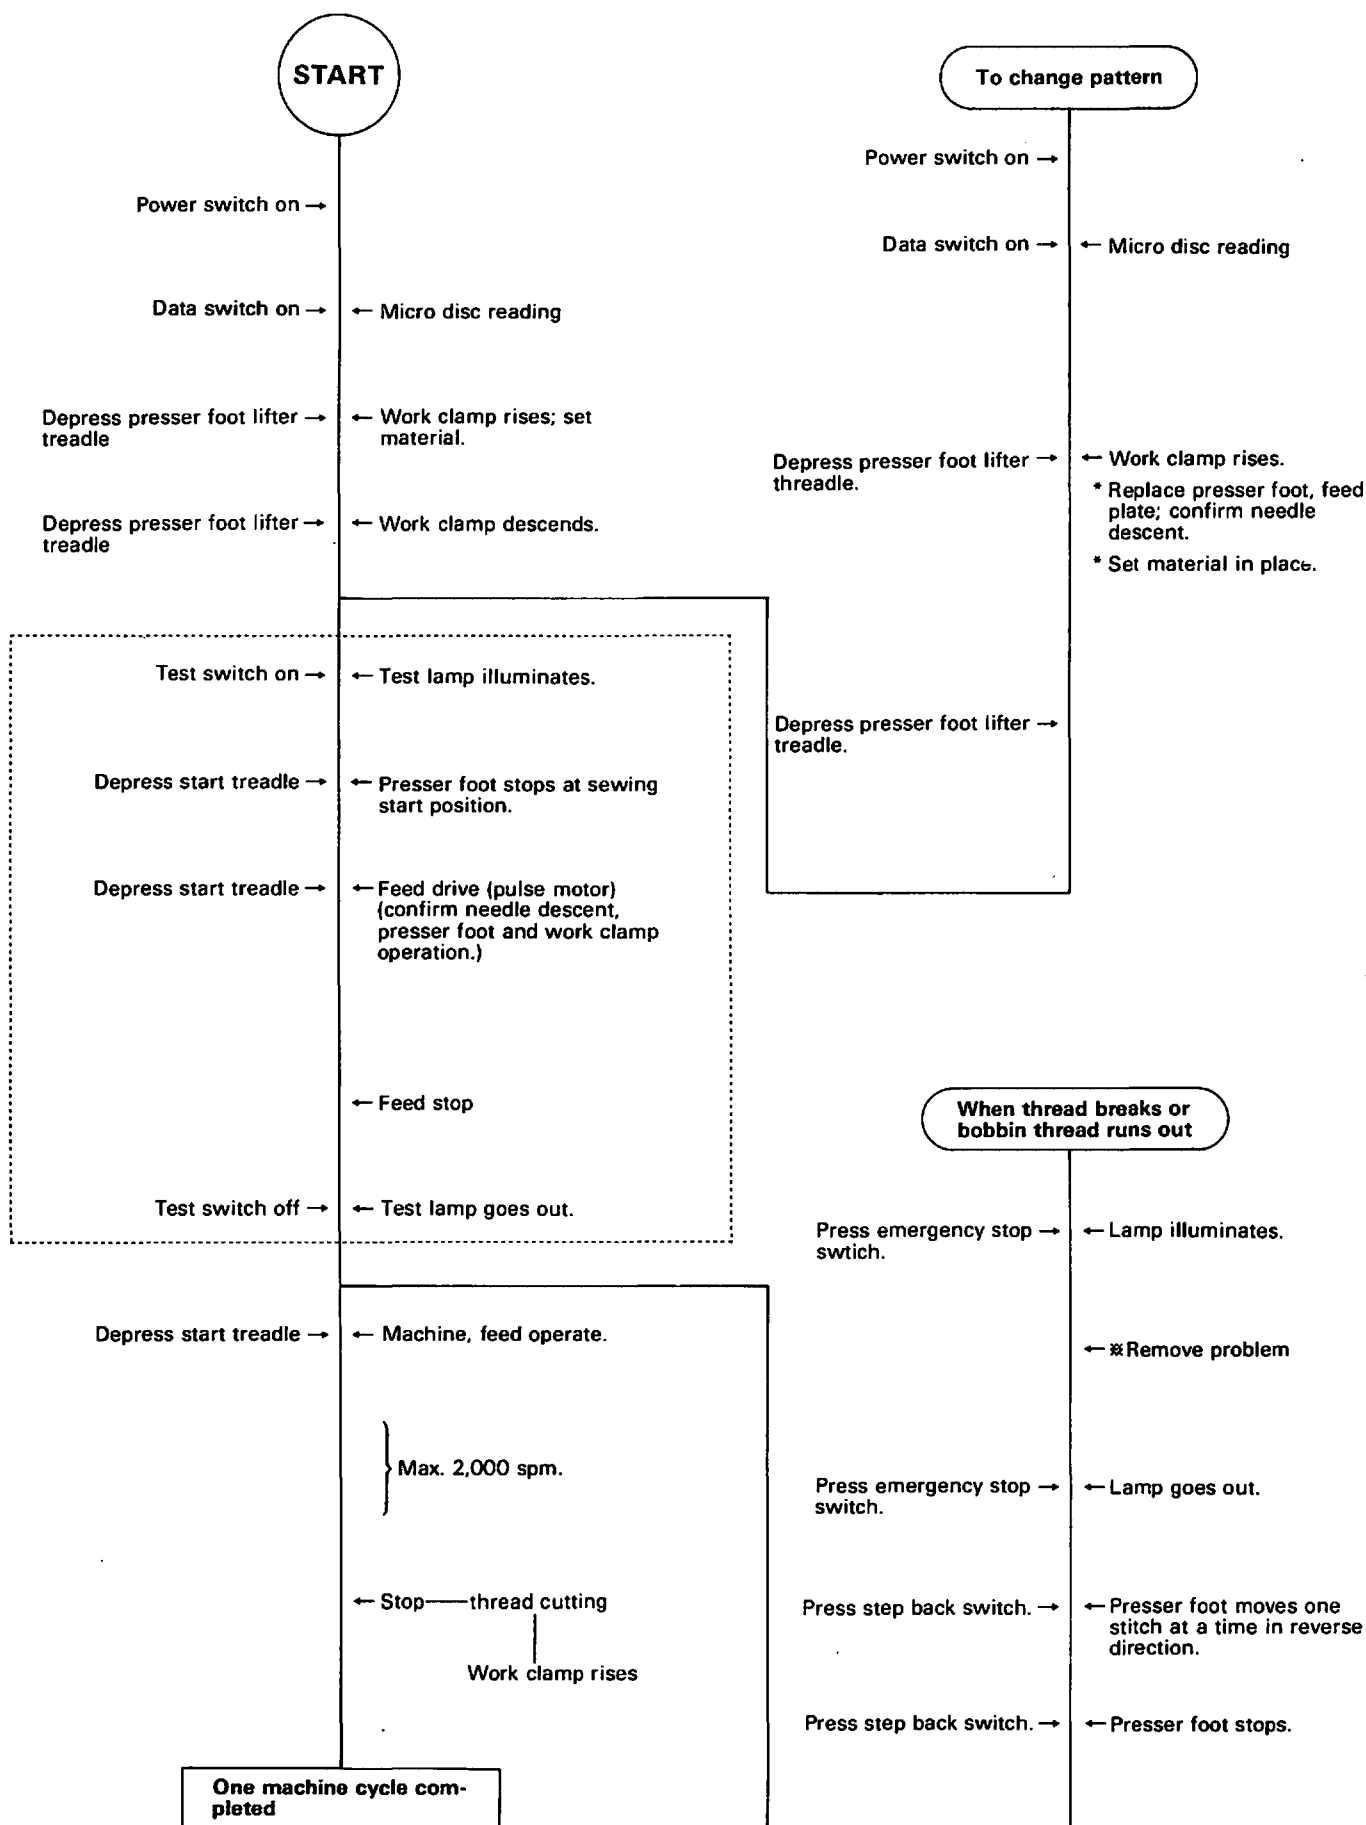 START
Power switch on →
Data switch on →
← Micro disc reading
Depress presser foot lifter →
treadle
← Work clamp rises; set
material.
Depress presser foot lifter →
treadle
← Work clamp descends.
Test switch on →
← Test lamp illuminates.
Depress start treadle →
← Presser foot stops at sewing
start position.
Depress start treadle →
← Feed drive (pulse motor)
(confirm needle descent,
presser foot and work clamp
operation.)
← Feed stop
Test switch off →
← Test lamp goes out.
Depress start treadle →
← Machine, feed operate.
Max. 2,000 spm.
← Stop—thread cutting
Work clamp rises
One machine cycle com-
pleted
To change pattern
Power switch on →
Data switch on →
← Micro disc reading
Depress presser foot lifter →
threadle.
← Work clamp rises.
* Replace presser foot, feed
plate; confirm needle
descent.
* Set material in place.
Depress presser foot lifter →
treadle.
When thread breaks or
bobbin thread runs out
Press emergency stop →
swtich.
← Lamp illuminates.
← ※Remove problem
Press emergency stop →
switch.
← Lamp goes out.
Press step back switch. →
← Presser foot moves one
stitch at a time in reverse
direction.
Press step back switch. →
← Presser foot stops.